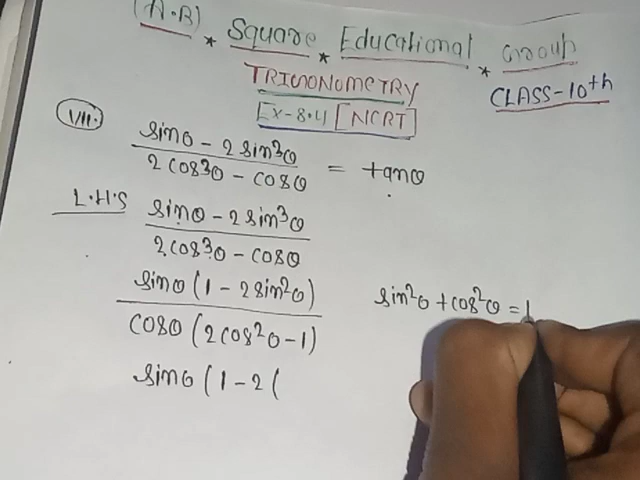 (A.B) * Square * Educational * Group
TRIGONOMETRY
CLASS-10th
Ex-8.4 [NCRT]
VIII. sinθ - 2sin³θ / 2cos³θ - cosθ = tanθ
L.H.S sinθ - 2sin³θ / 2cos³θ - cosθ
sinθ (1 - 2sin²θ) / cosθ (2cos²θ - 1)
sin²θ + cos²θ = 1
sinθ (1 - 2 (